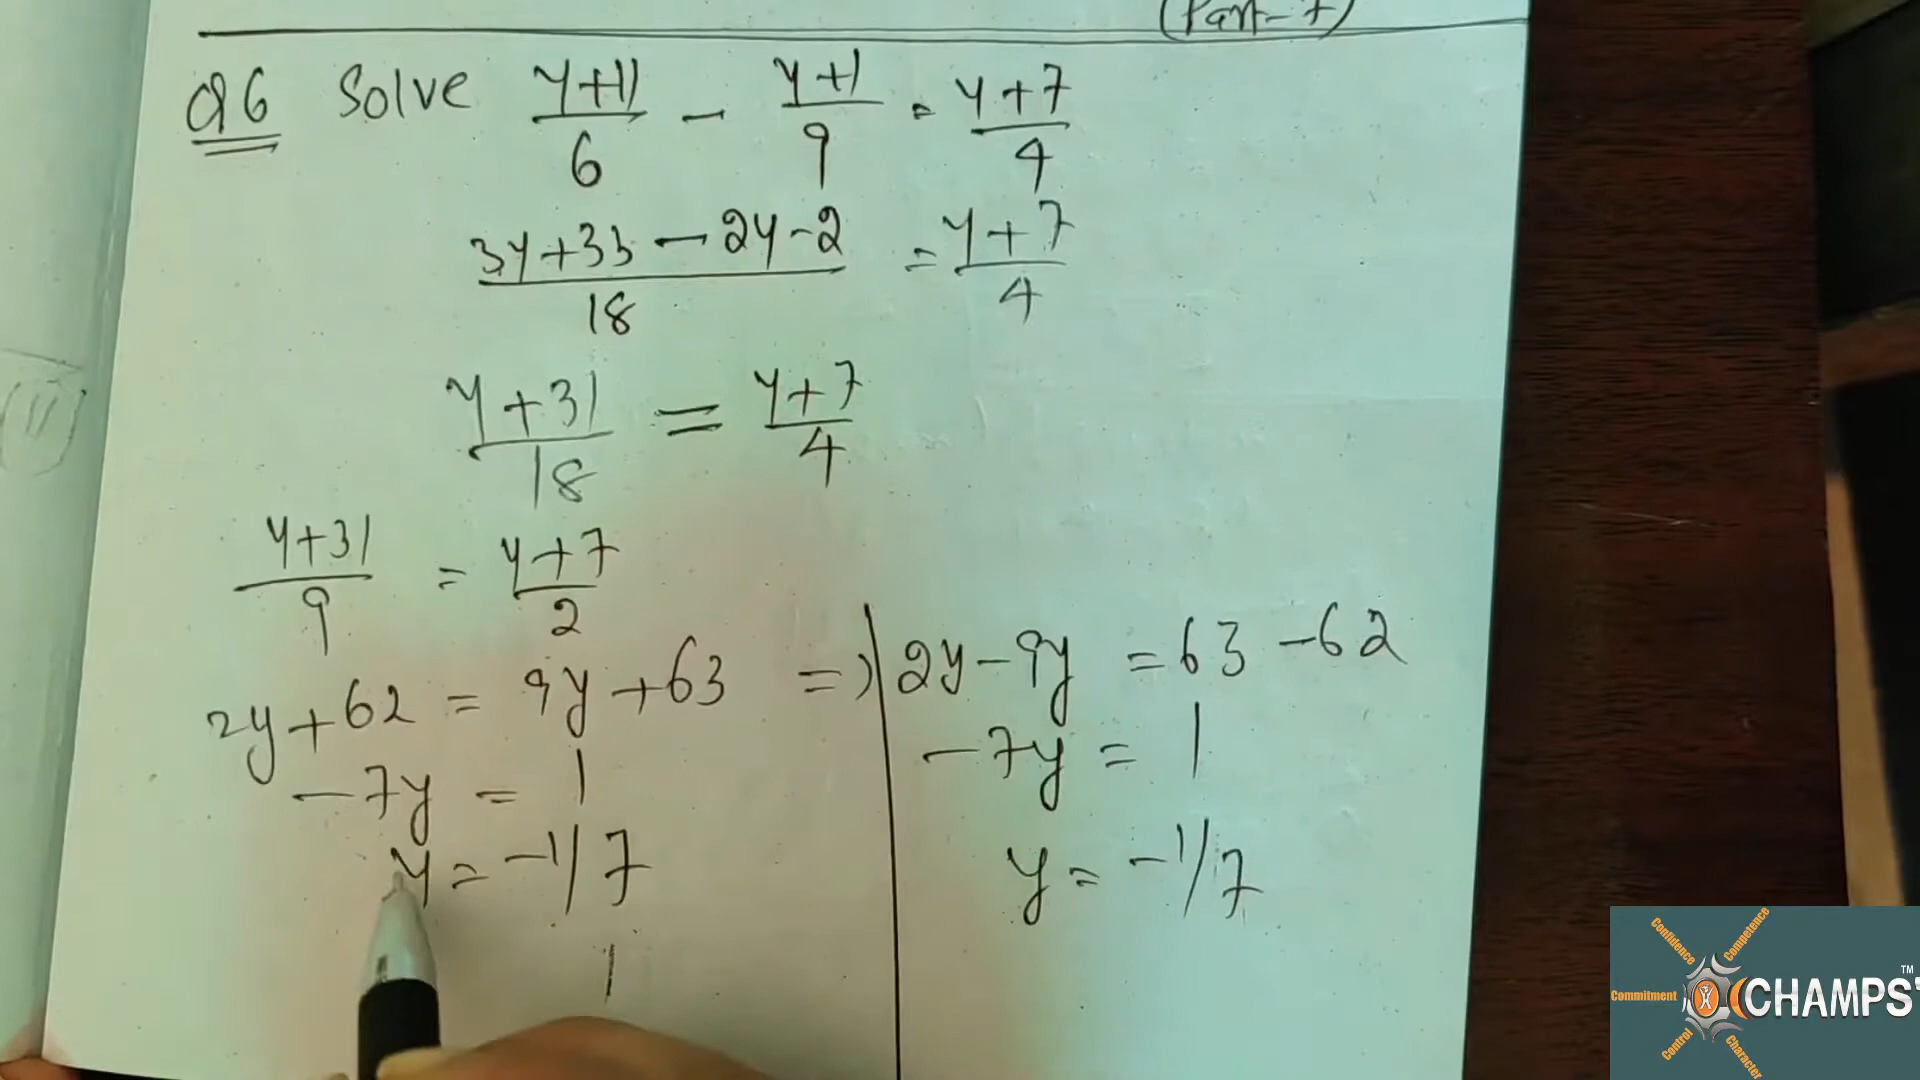 (Part-7)
Q6 Solve y+11/6 - y+1/9 = y+7/4
3y+33-2y-2/18 = y+7/4
y+31/18 = y+7/4
y+31/9 = y+7/2
2y+62 = 9y+63 =>
-7y = 1
y = -1/7
1
2y-9y = 63-62
-7y = 1
y = -1/7
(11)
Confidence
Competence
Commitment
CHAMPS™
Control
Character